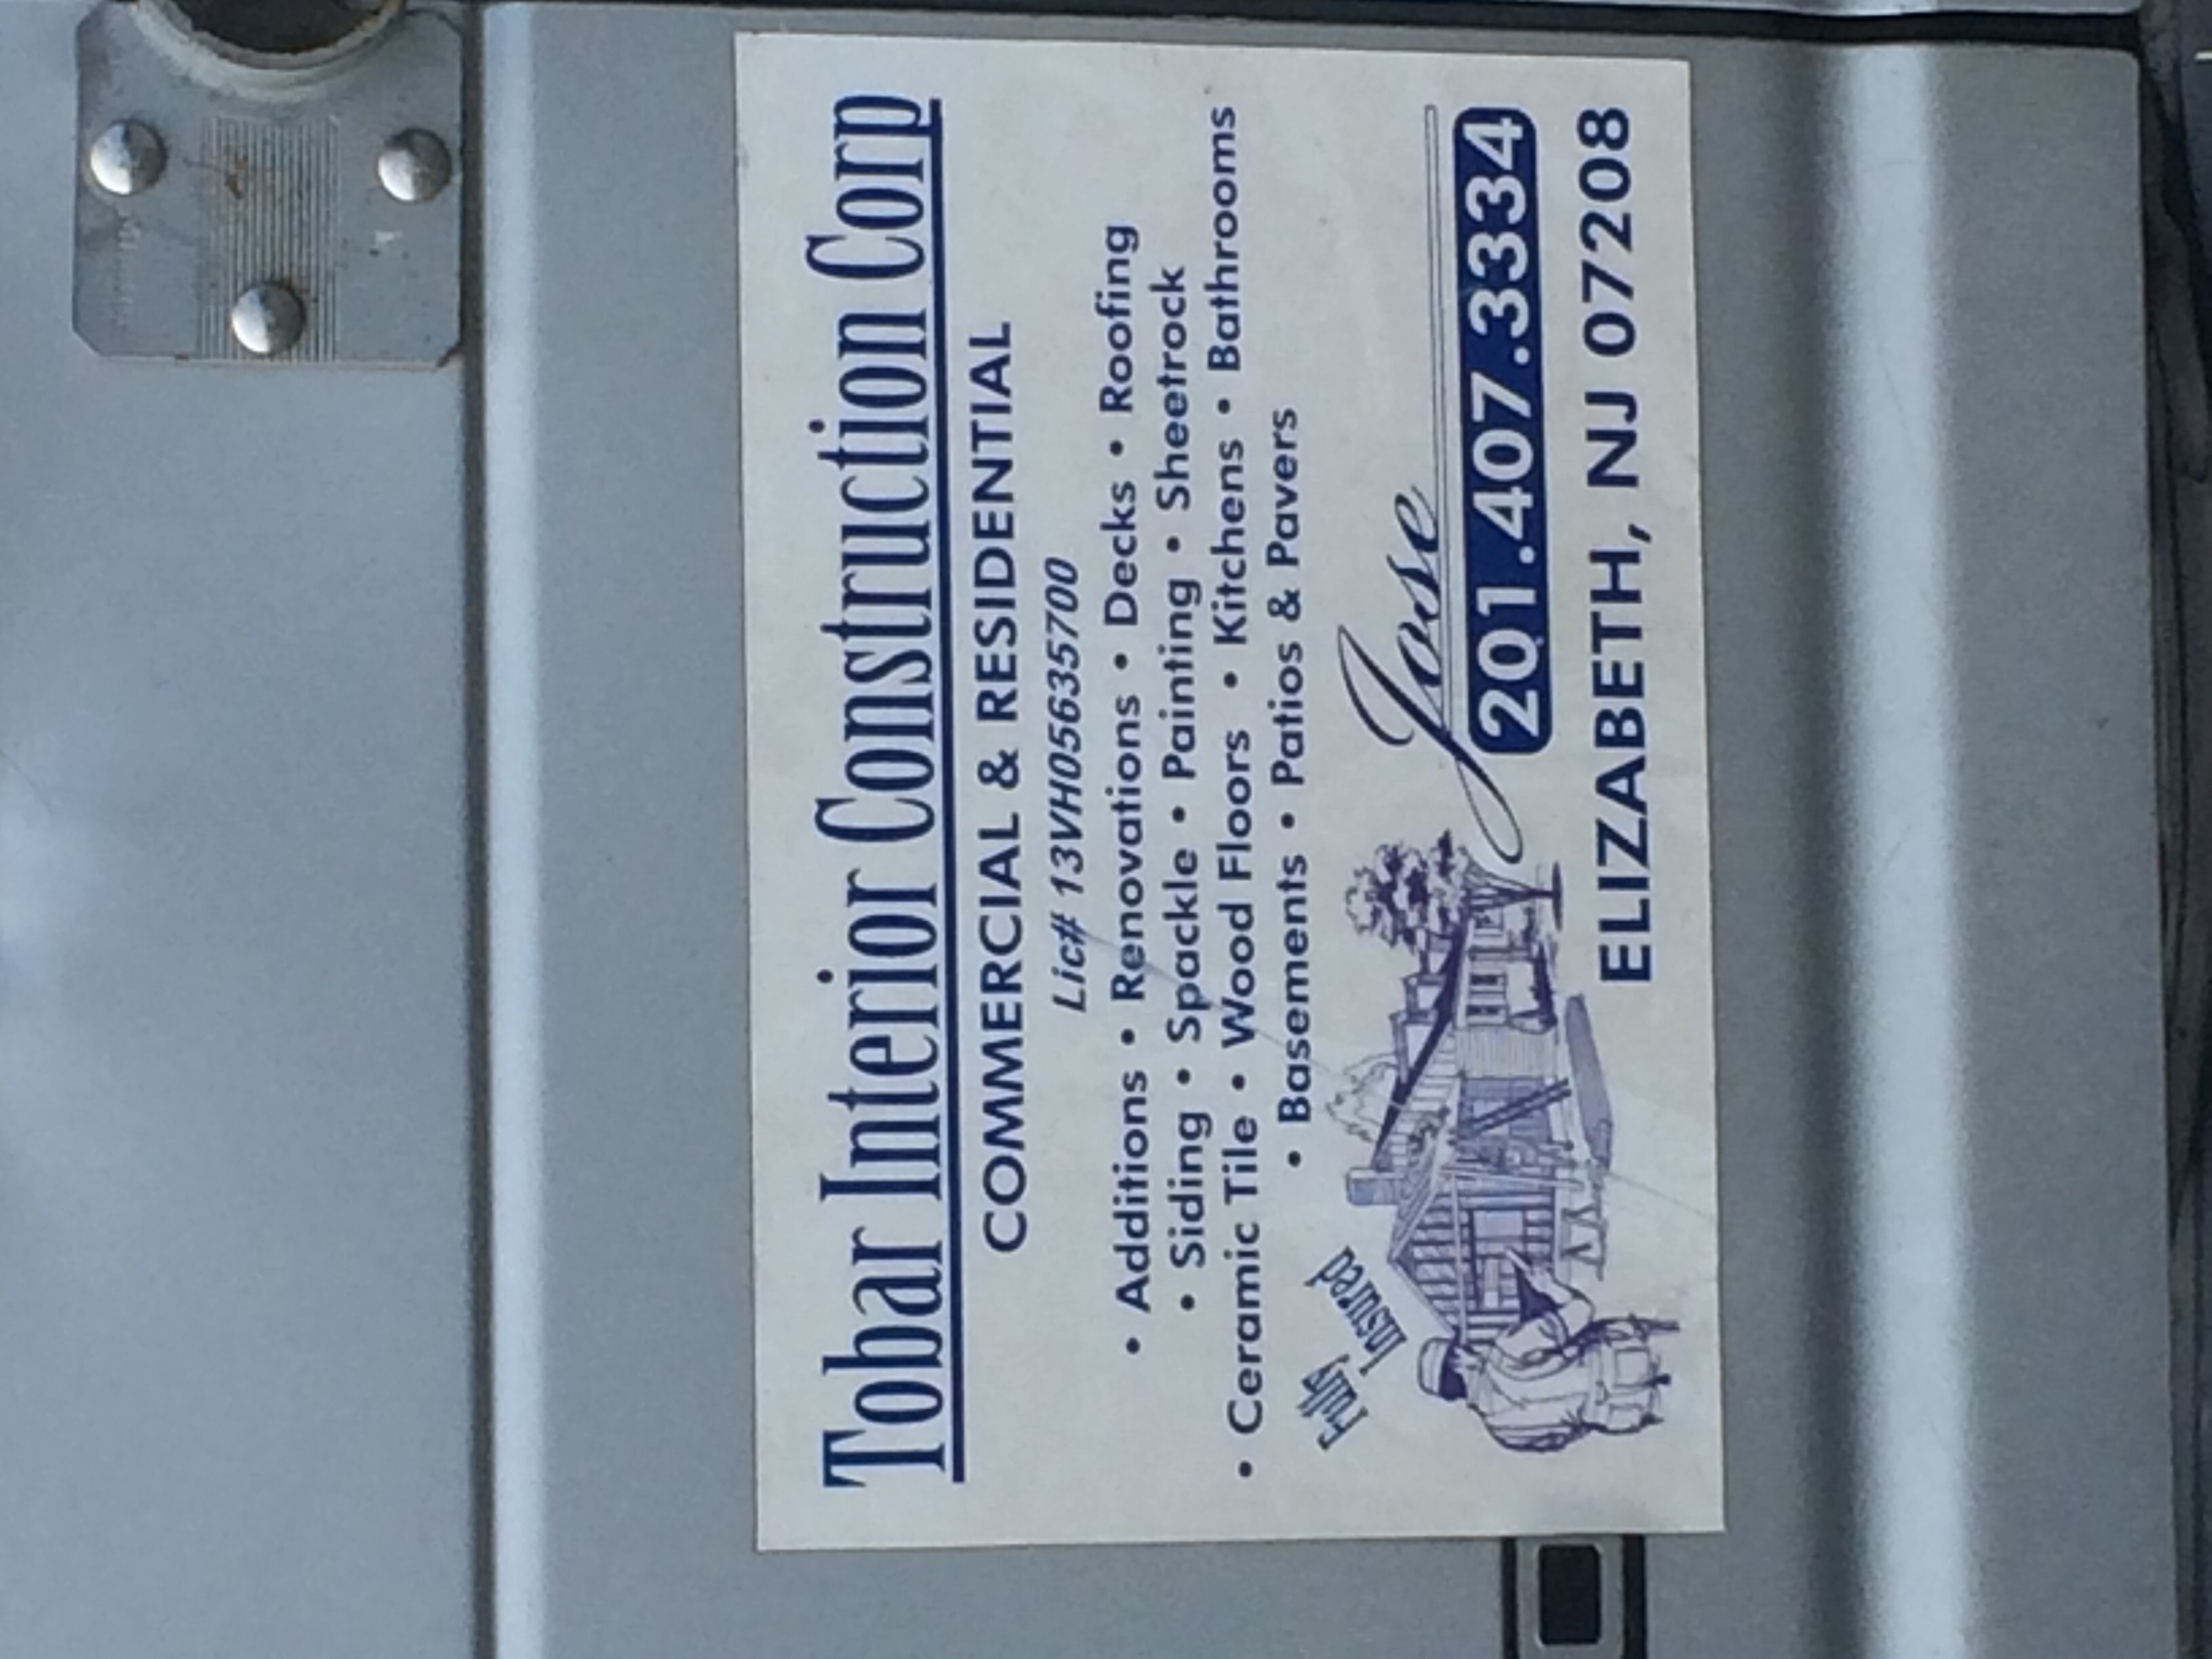 Tobar Interior Construction Corp
COMMERCIAL & RESIDENTIAL
Lic# 13VH05635700
• Additions • Renovations • Decks • Roofing
• Siding • Spackle • Painting • Sheetrock
• Ceramic Tile • Wood Floors • Kitchens • Bathrooms
• Basements • Patios & Pavers
Fully
Insured
Jose
201.407.3334
ELIZABETH, NJ 07208